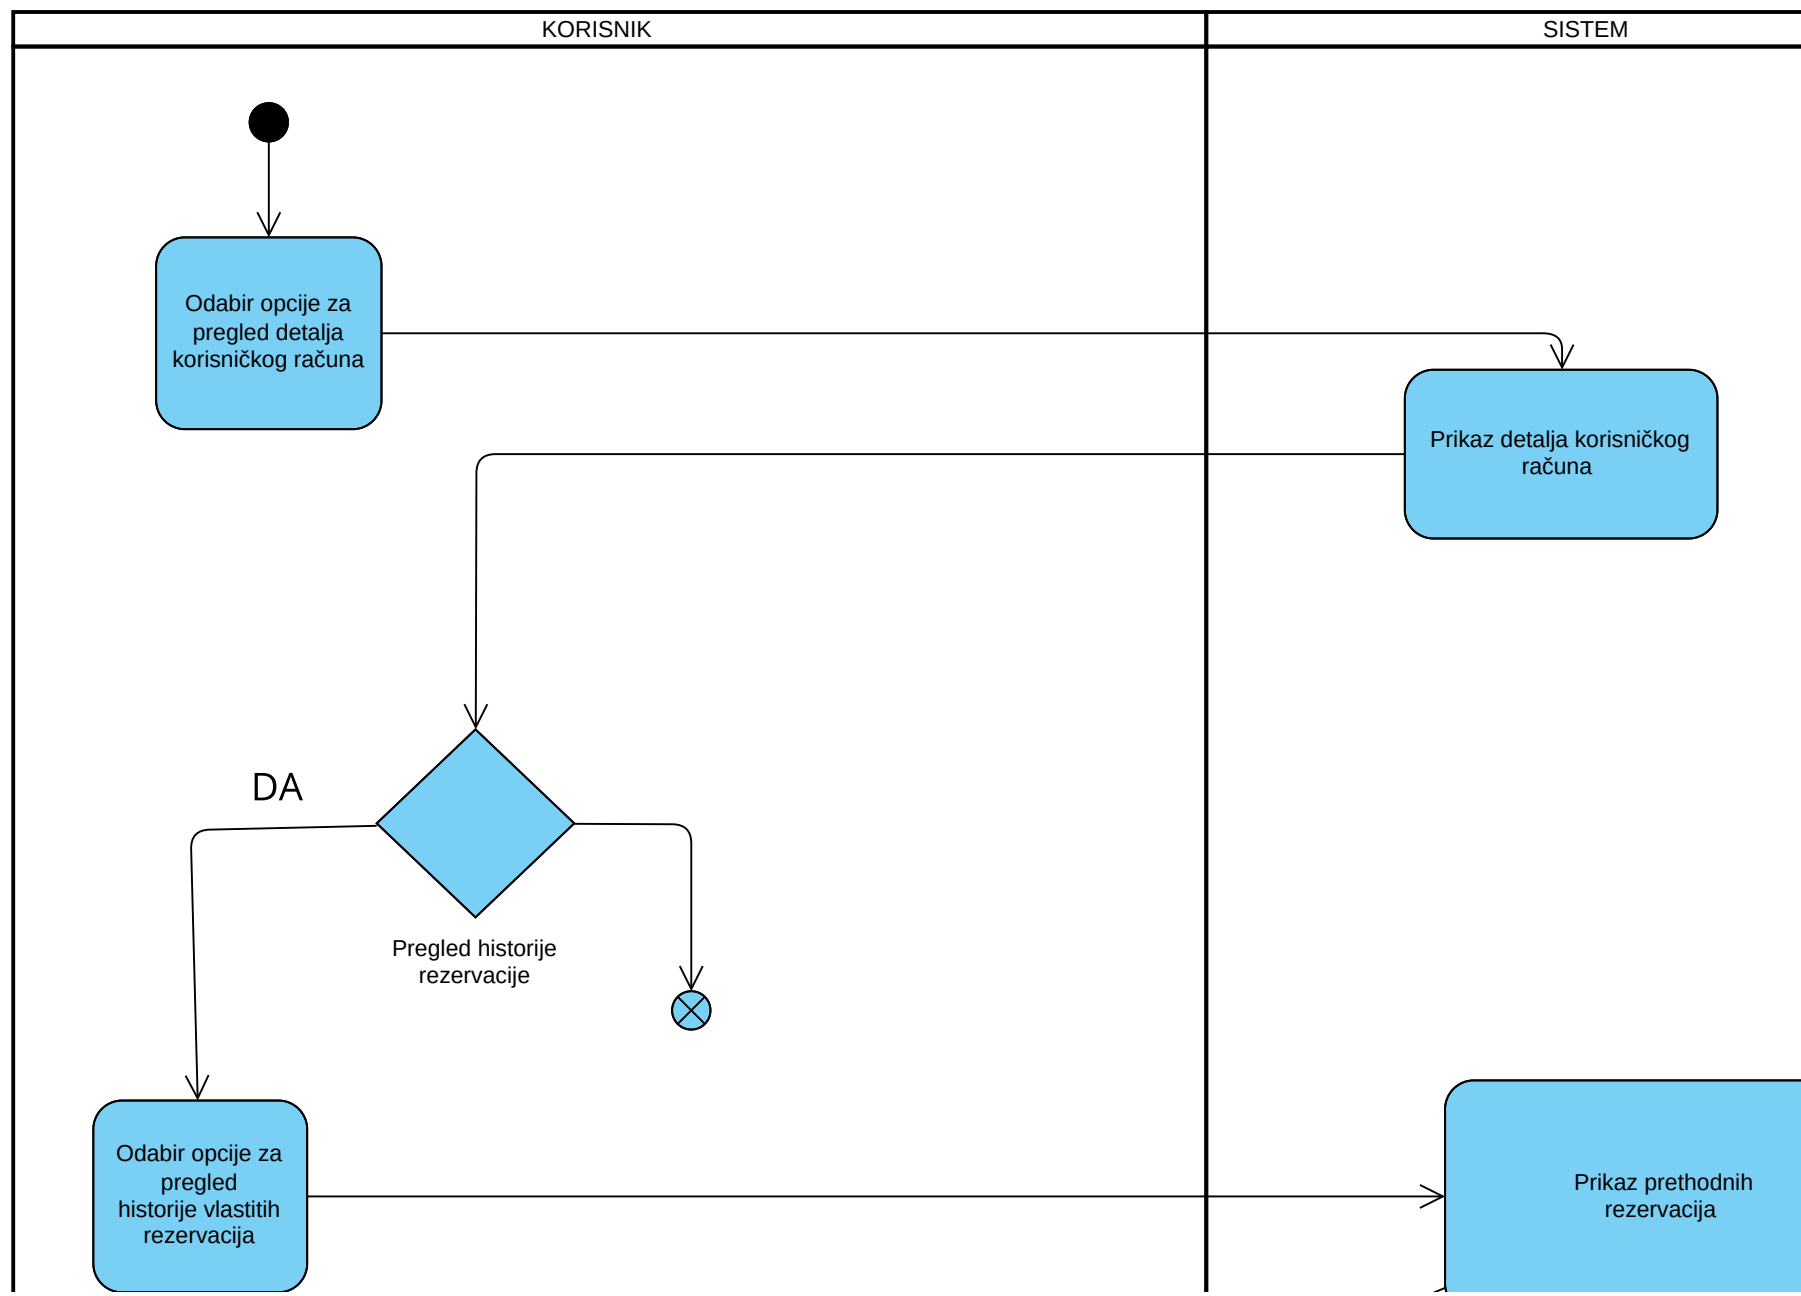 KORISNIK
SISTEM
Odabir opcije za
pregled detalja
korisničkog računa
Prikaz detalja korisničkog
računa
DA
Pregled historije
rezervacije
Odabir opcije za
pregled
historije vlastitih
rezervacija
Prikaz prethodnih
rezervacija